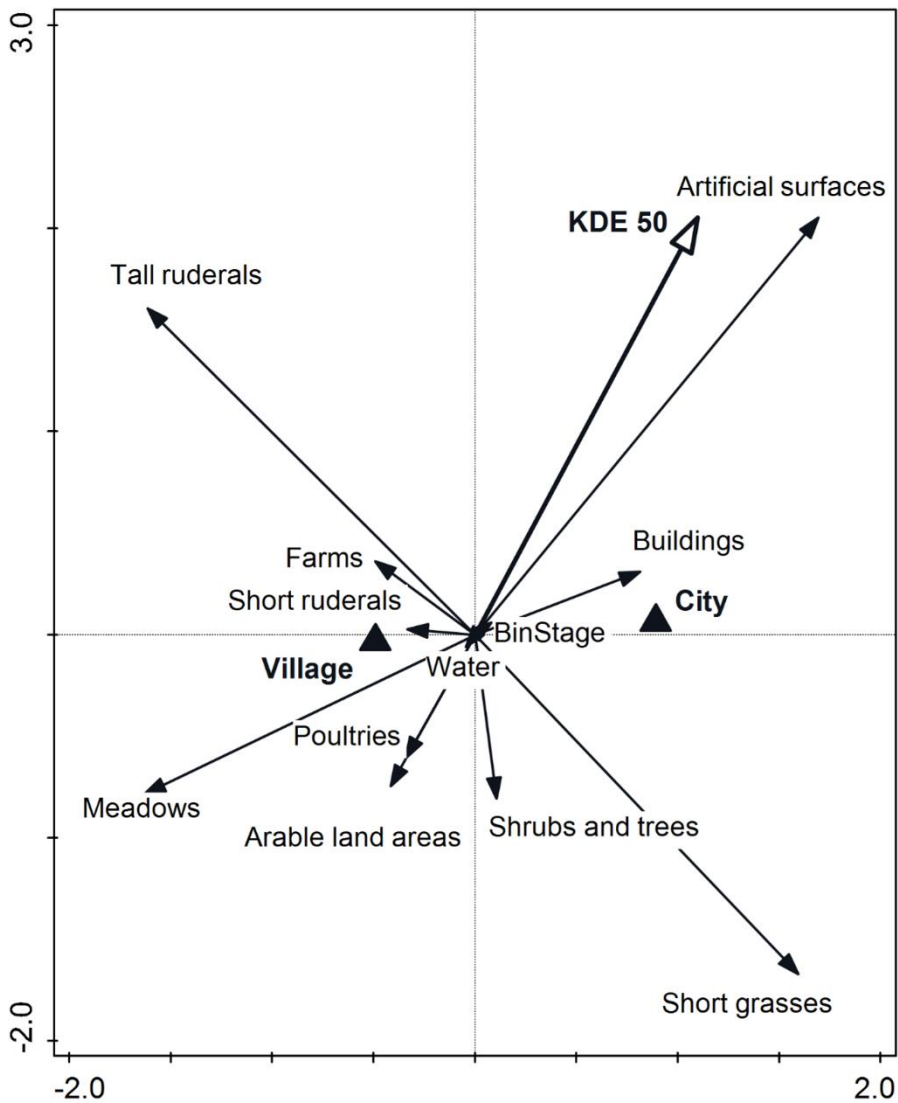 3.0
Artificial surfaces
KDE 50
Tall ruderals
Buildings
Farms
Short ruderals
City
BinStage
Village
Water
Poultries
Meadows
Arable land areas
Shrubs and trees
Short grasses
-2.0
-2.0
2.0